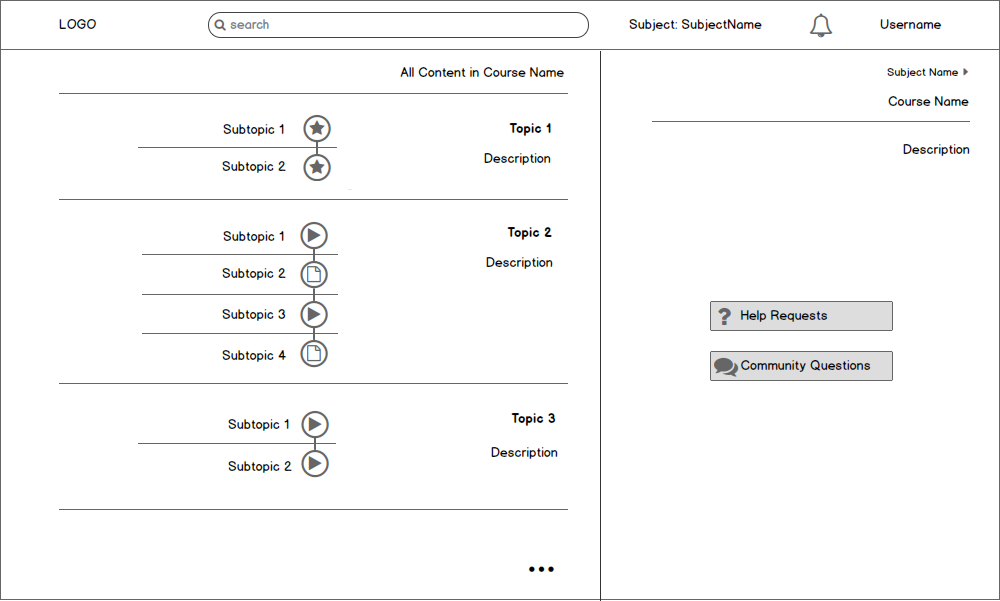 LOGO
search
Subject: SubjectName
Username
All Content in Course Name
Topic 1
Description
Subtopic 1
Subtopic 2
Topic 2
Description
Subtopic 1
Subtopic 2
Subtopic 3
Subtopic 4
Topic 3
Description
Subtopic 1
Subtopic 2
Subject Name
Course Name
Description
? Help Requests
Community Questions